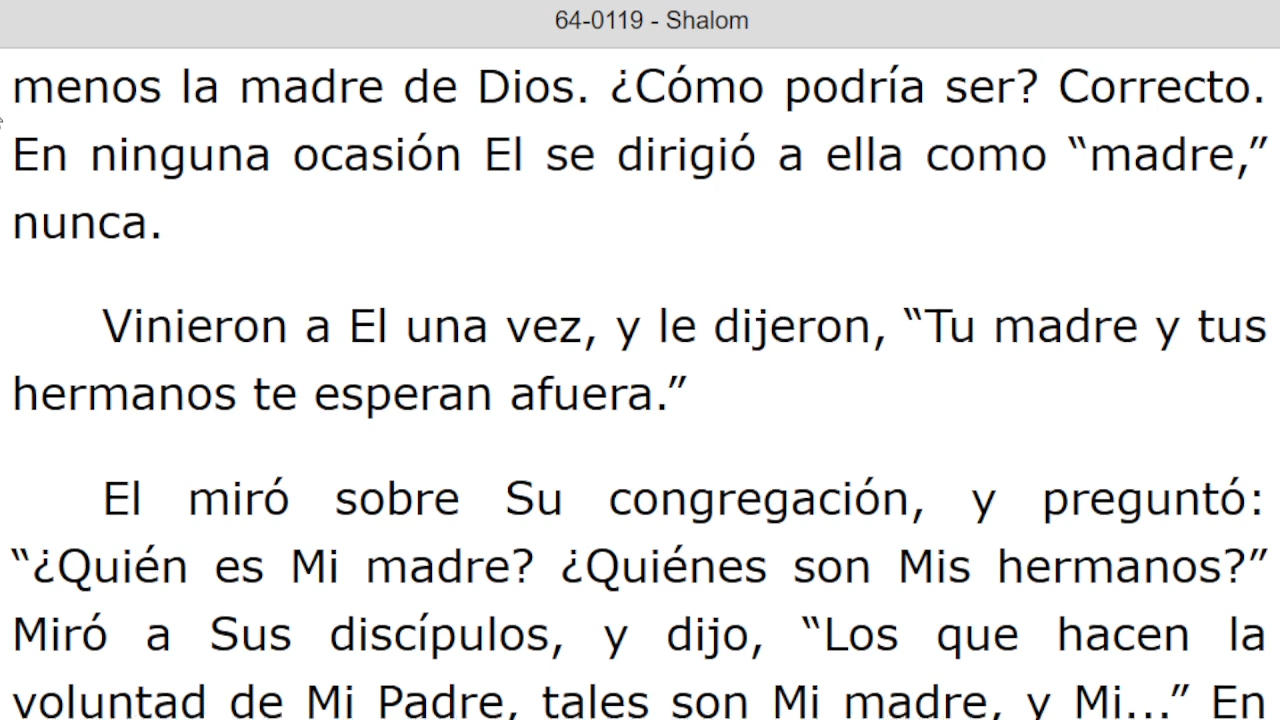 64-0119 - Shalom
menos la madre de Dios. ¿Cómo podría ser? Correcto.
En ninguna ocasión El se dirigió a ella como “madre,”
nunca.
Vinieron a El una vez, y le dijeron, “Tu madre y tus
hermanos te esperan afuera.”
El miró sobre Su congregación, y preguntó:
“¿Quién es Mi madre? ¿Quiénes son Mis hermanos?”
Miró a Sus discípulos, y dijo, “Los que hacen la
voluntad de Mi Padre, tales son Mi madre, y Mi...” En